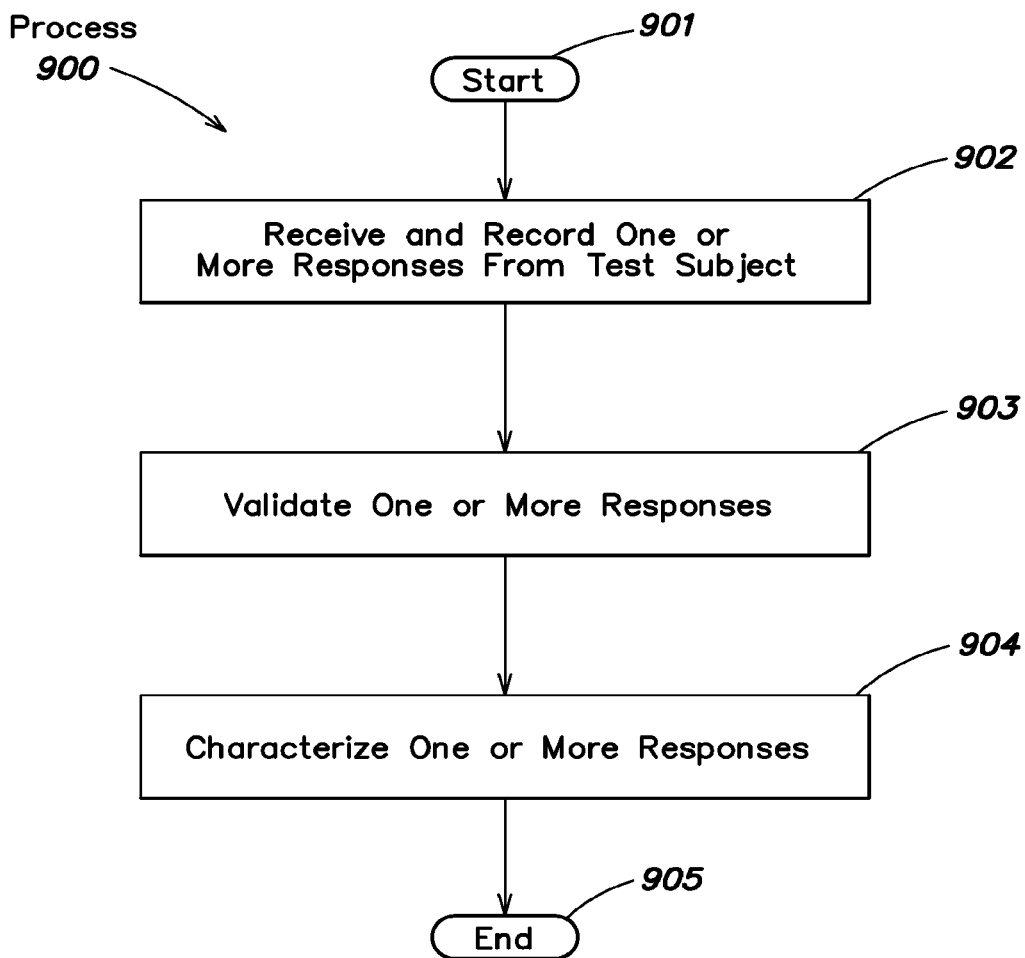 Process
900
901
Start
902
Receive and Record One or
More Responses From Test Subject
903
Validate One or More Responses
904
Characterize One or More Responses
905
End